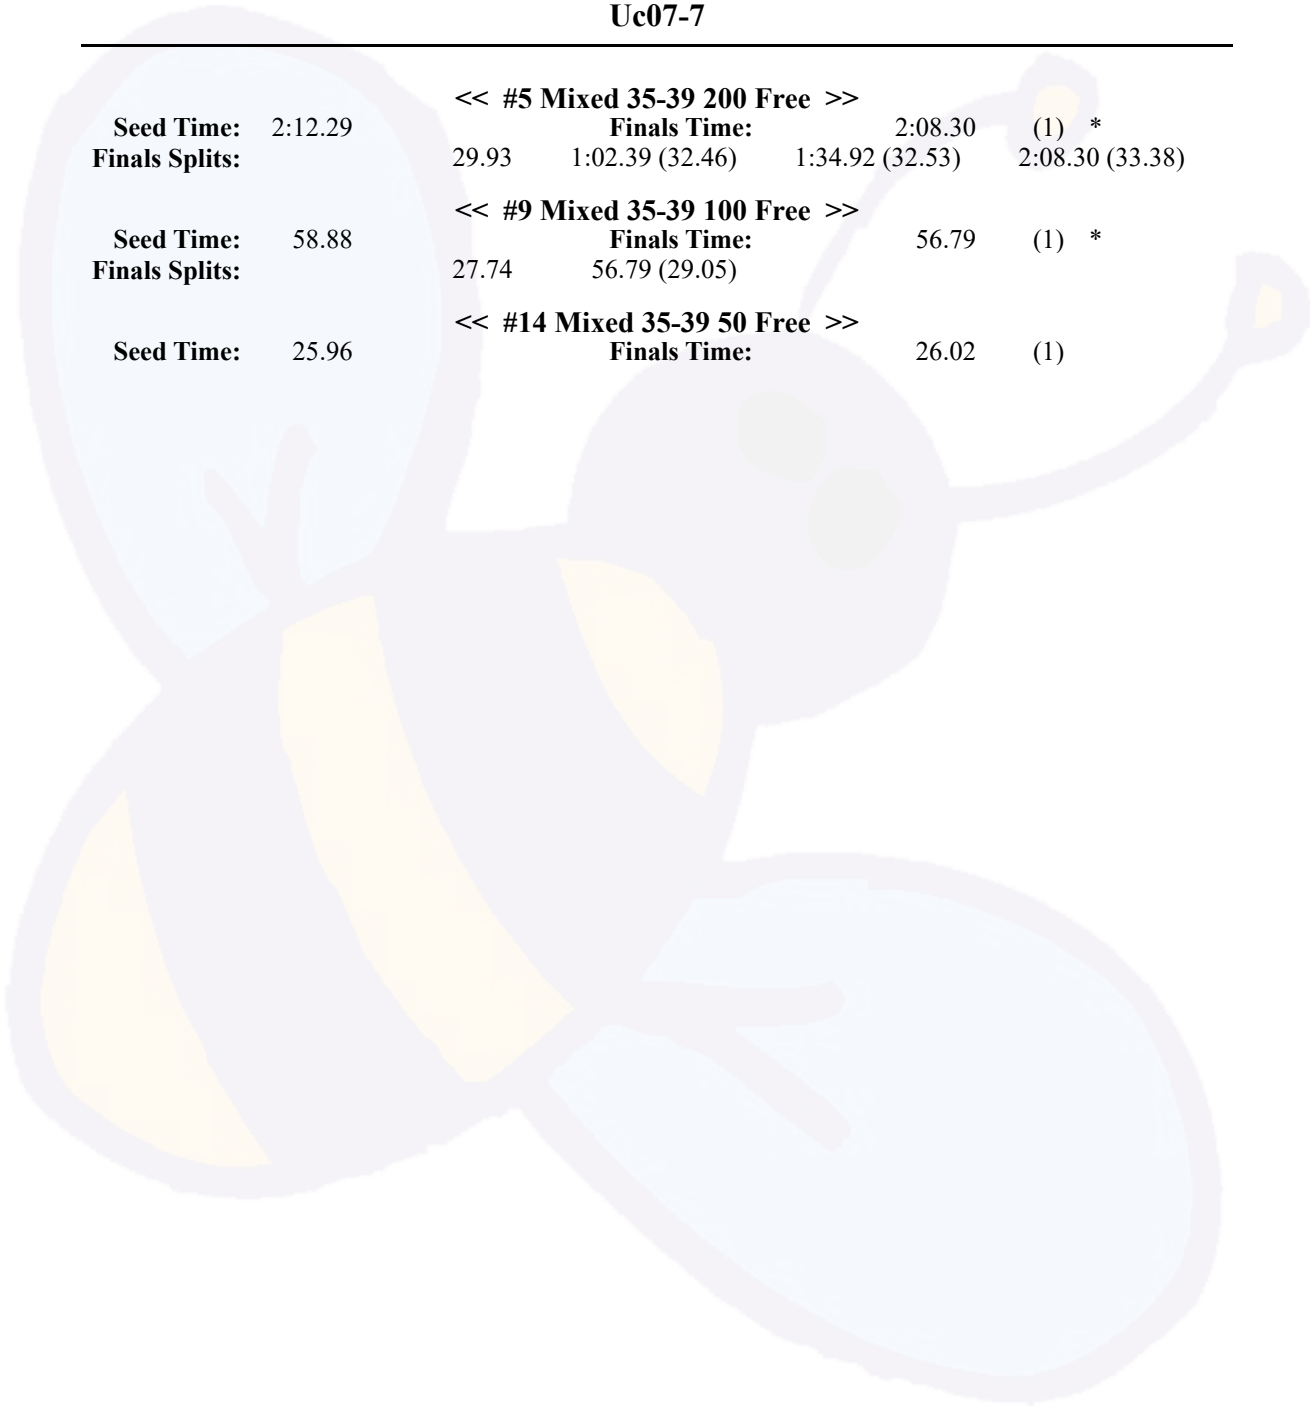 Uc07-7
<< #5 Mixed 35-39 200 Free >>
Seed Time: 2:12.29 Finals Time: 2:08.30 (1) *
Finals Splits: 29.93 1:02.39 (32.46) 1:34.92 (32.53) 2:08.30 (33.38)
<< #9 Mixed 35-39 100 Free >>
Seed Time: 58.88 Finals Time: 56.79 (1) *
Finals Splits: 27.74 56.79 (29.05)
<< #14 Mixed 35-39 50 Free >>
Seed Time: 25.96 Finals Time: 26.02 (1)